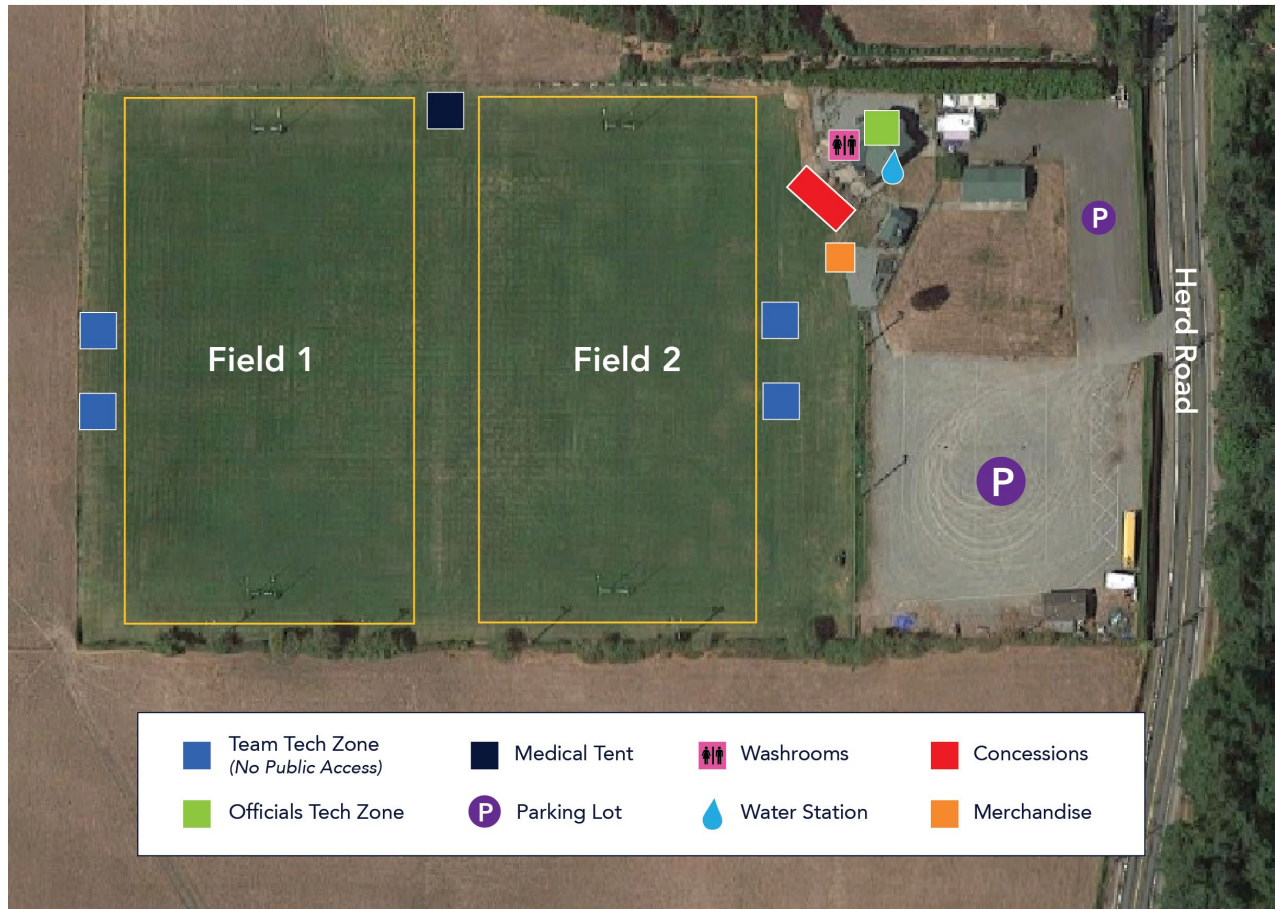 P
Herd Road
Field 1
Field 2
P
Team Tech Zone
(No Public Access)
Medical Tent
Washrooms
Concessions
Officials Tech Zone
P
Parking Lot
Water Station
Merchandise